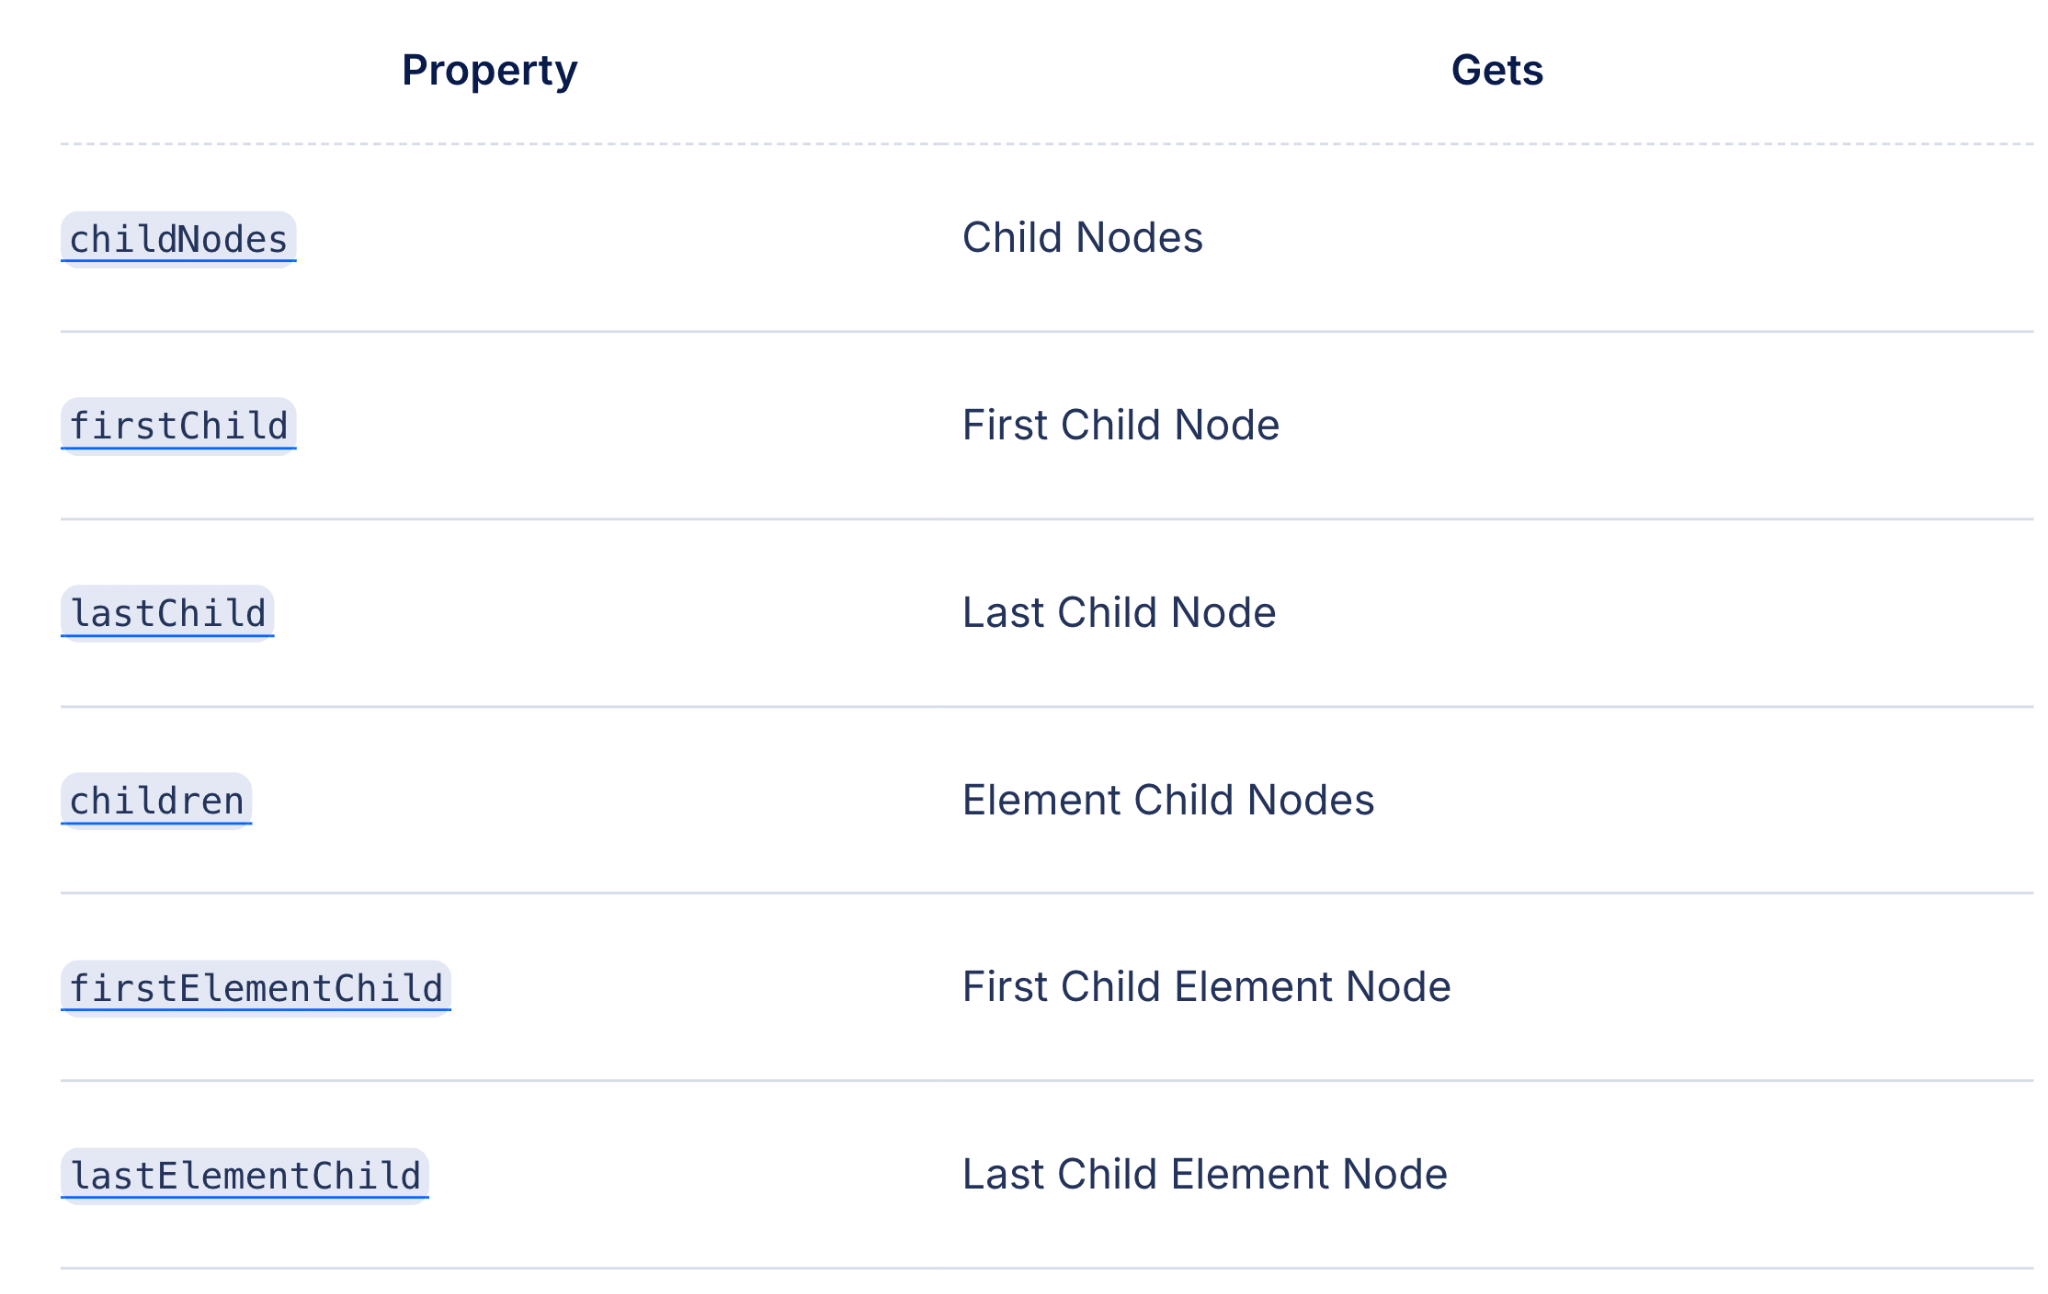 Property Gets
childNodes Child Nodes
firstChild First Child Node
lastChild Last Child Node
children Element Child Nodes
firstElementChild First Child Element Node
lastElementChild Last Child Element Node